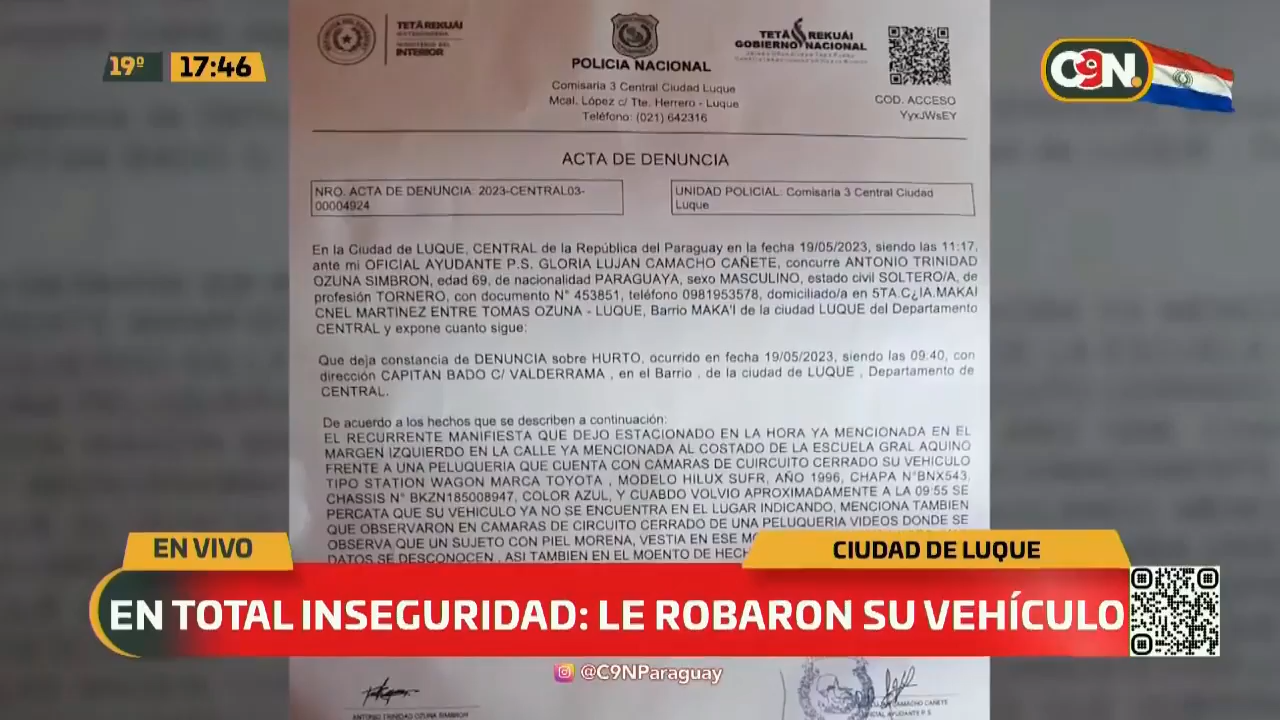 19º 17:46
C9N.
TETÃ REKUÁI
MINISTERIO DEL
INTERIOR
POLICIA NACIONAL
TETÃ REKUÁI
GOBIERNO NACIONAL
Comisaria 3 Central Ciudad Luque
Mcal. López c/ Tte. Herrero - Luque
Teléfono: (021) 642316
COD. ACCESO
YyxJWsEY
ACTA DE DENUNCIA
NRO. ACTA DE DENUNCIA: 2023-CENTRAL03-
00004924
UNIDAD POLICIAL: Comisaria 3 Central Ciudad
Luque
En la Ciudad de LUQUE, CENTRAL de la República del Paraguay en la fecha 19/05/2023, siendo las 11:17,
ante mi OFICIAL AYUDANTE P.S. GLORIA LUJAN CAMACHO CAÑETE, concurre ANTONIO TRINIDAD
OZUNA SIMBRON, edad 69, de nacionalidad PARAGUAYA, sexo MASCULINO, estado civil SOLTERO/A, de
profesión TORNERO, con documento N° 453851, teléfono 0981953578, domiciliado/a en 5TA.C¿IA.MAKAI
CNEL MARTINEZ ENTRE TOMAS OZUNA - LUQUE, Barrio MAKA'I de la ciudad LUQUE del Departamento
CENTRAL y expone cuanto sigue:
Que deja constancia de DENUNCIA sobre HURTO, ocurrido en fecha 19/05/2023, siendo las 09:40, con
dirección CAPITAN BADO C/ VALDERRAMA , en el Barrio , de la ciudad de LUQUE , Departamento de
CENTRAL.
De acuerdo a los hechos que se describen a continuación:
EL RECURRENTE MANIFIESTA QUE DEJO ESTACIONADO EN LA HORA YA MENCIONADA EN EL
MARGEN IZQUIERDO EN LA CALLE YA MENCIONADA AL COSTADO DE LA ESCUELA GRAL AQUINO
FRENTE A UNA PELUQUERIA QUE CUENTA CON CAMARAS DE CUIRCUITO CERRADO SU VEHICULO
TIPO STATION WAGON MARCA TOYOTA , MODELO HILUX SUFR, AÑO 1996, CHAPA N°BNX543,
CHASSIS N° BKZN185008947, COLOR AZUL, Y CUABDO VOLVIO APROXIMADAMENTE A LA 09:55 SE
PERCATA QUE SU VEHICULO YA NO SE ENCUENTRA EN EL LUGAR INDICANDO, MENCIONA TAMBIEN
QUE OBSERVARON EN CAMARAS DE CIRCUITO CERRADO DE UNA PELUQUERIA VIDEOS DONDE SE
OBSERVA QUE UN SUJETO CON PIEL MORENA, VESTIA EN ESE
DATOS SE DESCONOCEN , ASI TAMBIEN EN EL MOENTO DE
EN VIVO
CIUDAD DE LUQUE
EN TOTAL INSEGURIDAD: LE ROBARON SU VEHÍCULO
@C9NParaguay
ANTONIO TRINIDAD OZUNA SIMBRON
CAMACHO CAÑETE
OFICIAL AYUDANTE P.S